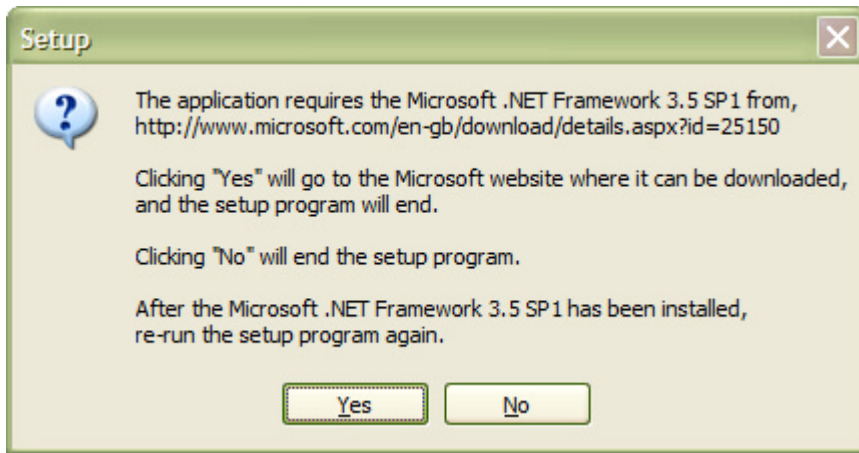 Setup
The application requires the Microsoft .NET Framework 3.5 SP1 from,
http://www.microsoft.com/en-gb/download/details.aspx?id=25150
Clicking "Yes" will go to the Microsoft website where it can be downloaded,
and the setup program will end.
Clicking "No" will end the setup program.
After the Microsoft .NET Framework 3.5 SP1 has been installed,
re-run the setup program again.
Yes
No